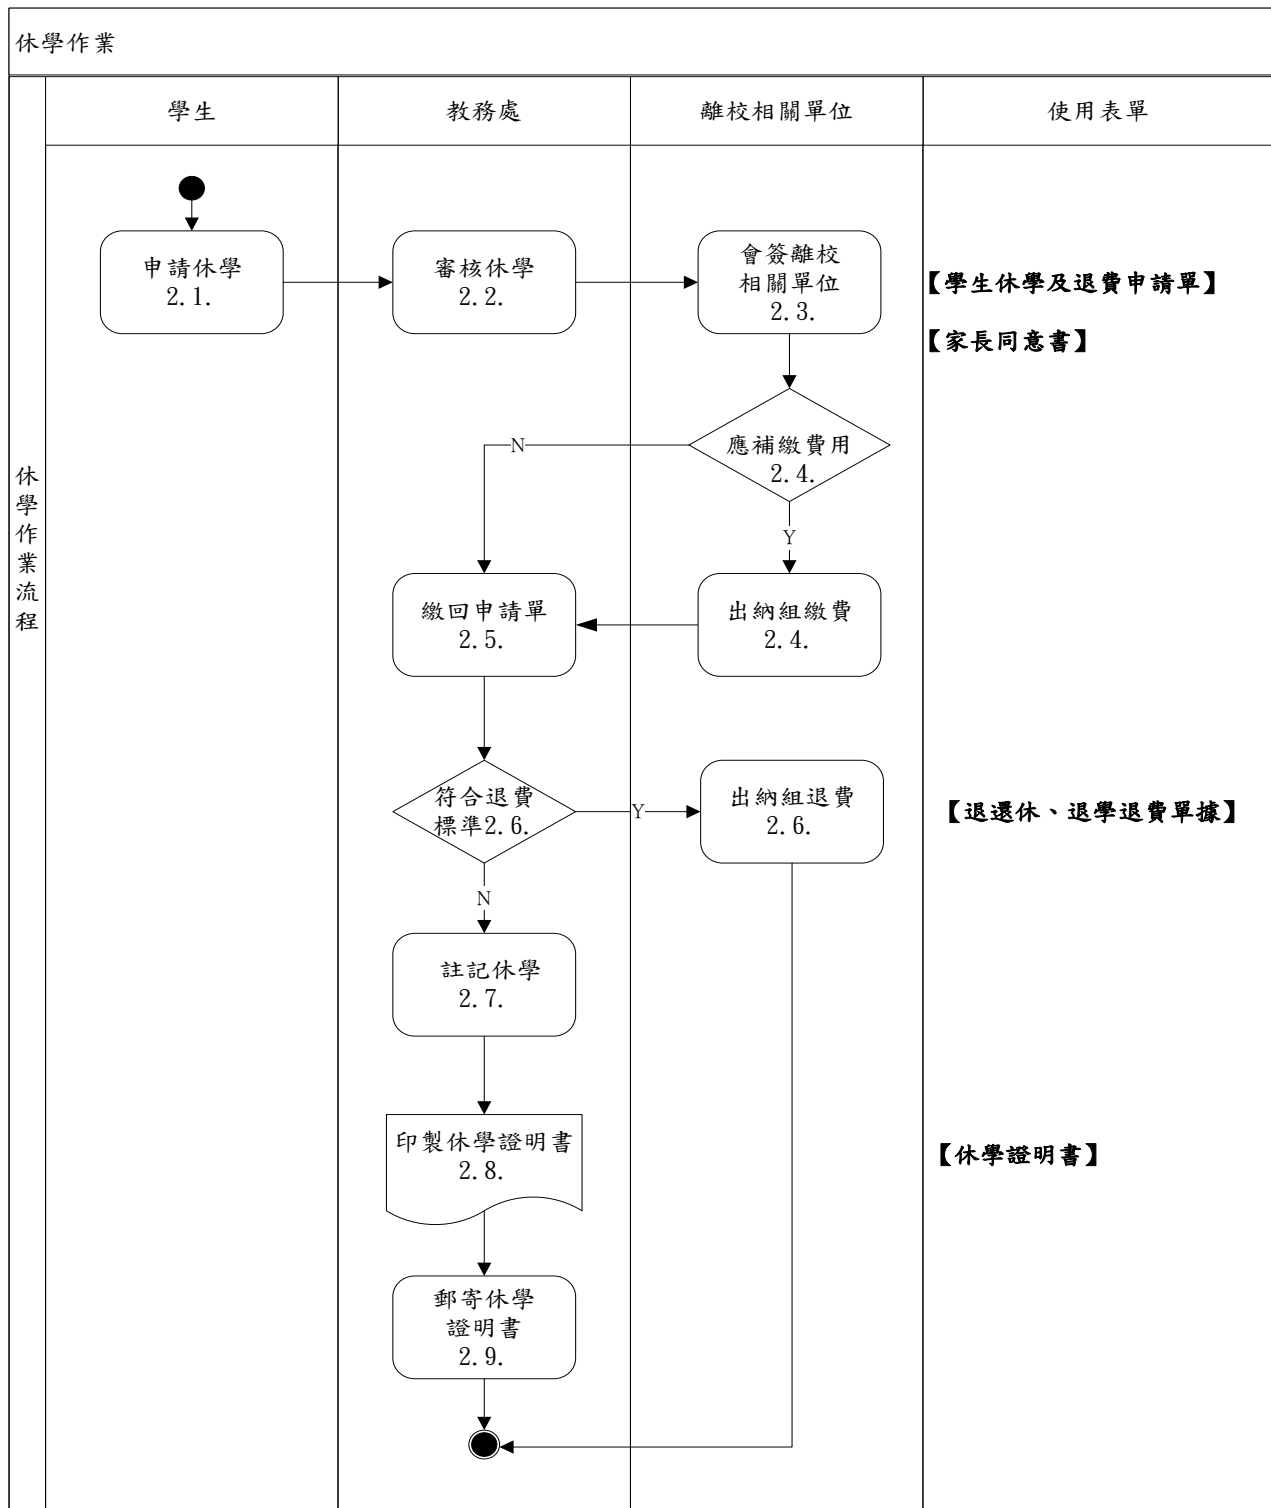 休學作業
學生
教務處
離校相關單位
使用表單
休學作業流程
申請休學
2.1.
審核休學
2.2.
會簽離校
相關單位
2.3.
【學生休學及退費申請單】
【家長同意書】
應補繳費用
2.4.
N
Y
繳回申請單
2.5.
出納組繳費
2.4.
符合退費
標準2.6.
Y
出納組退費
2.6.
【退還休、退學退費單據】
N
註記休學
2.7.
印製休學證明書
2.8.
【休學證明書】
郵寄休學
證明書
2.9.